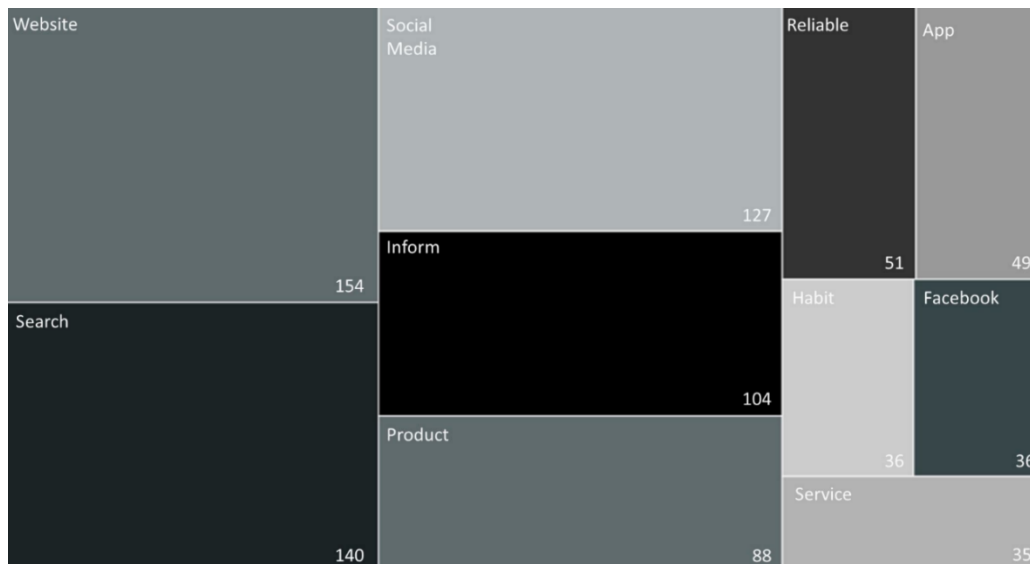 Website
154
Search
140
Social
Media
127
Inform
104
Product
88
Reliable
51
App
49
Habit
36
Facebook
36
Service
35